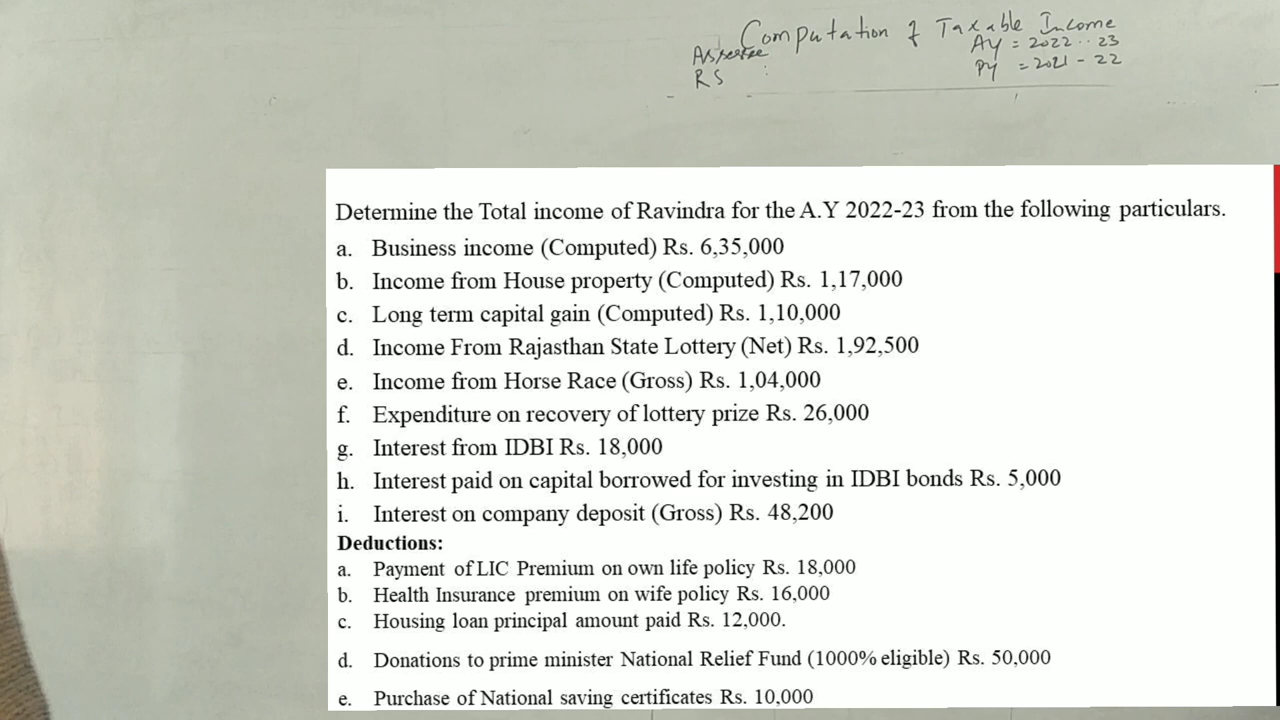 Computation of Taxable Income
Assessee AY = 2022-23
RS : PY = 2021-22
Determine the Total income of Ravindra for the A.Y 2022-23 from the following particulars.
a. Business income (Computed) Rs. 6,35,000
b. Income from House property (Computed) Rs. 1,17,000
c. Long term capital gain (Computed) Rs. 1,10,000
d. Income From Rajasthan State Lottery (Net) Rs. 1,92,500
e. Income from Horse Race (Gross) Rs. 1,04,000
f. Expenditure on recovery of lottery prize Rs. 26,000
g. Interest from IDBI Rs. 18,000
h. Interest paid on capital borrowed for investing in IDBI bonds Rs. 5,000
i. Interest on company deposit (Gross) Rs. 48,200
Deductions:
a. Payment of LIC Premium on own life policy Rs. 18,000
b. Health Insurance premium on wife policy Rs. 16,000
c. Housing loan principal amount paid Rs. 12,000.
d. Donations to prime minister National Relief Fund (1000% eligible) Rs. 50,000
e. Purchase of National saving certificates Rs. 10,000